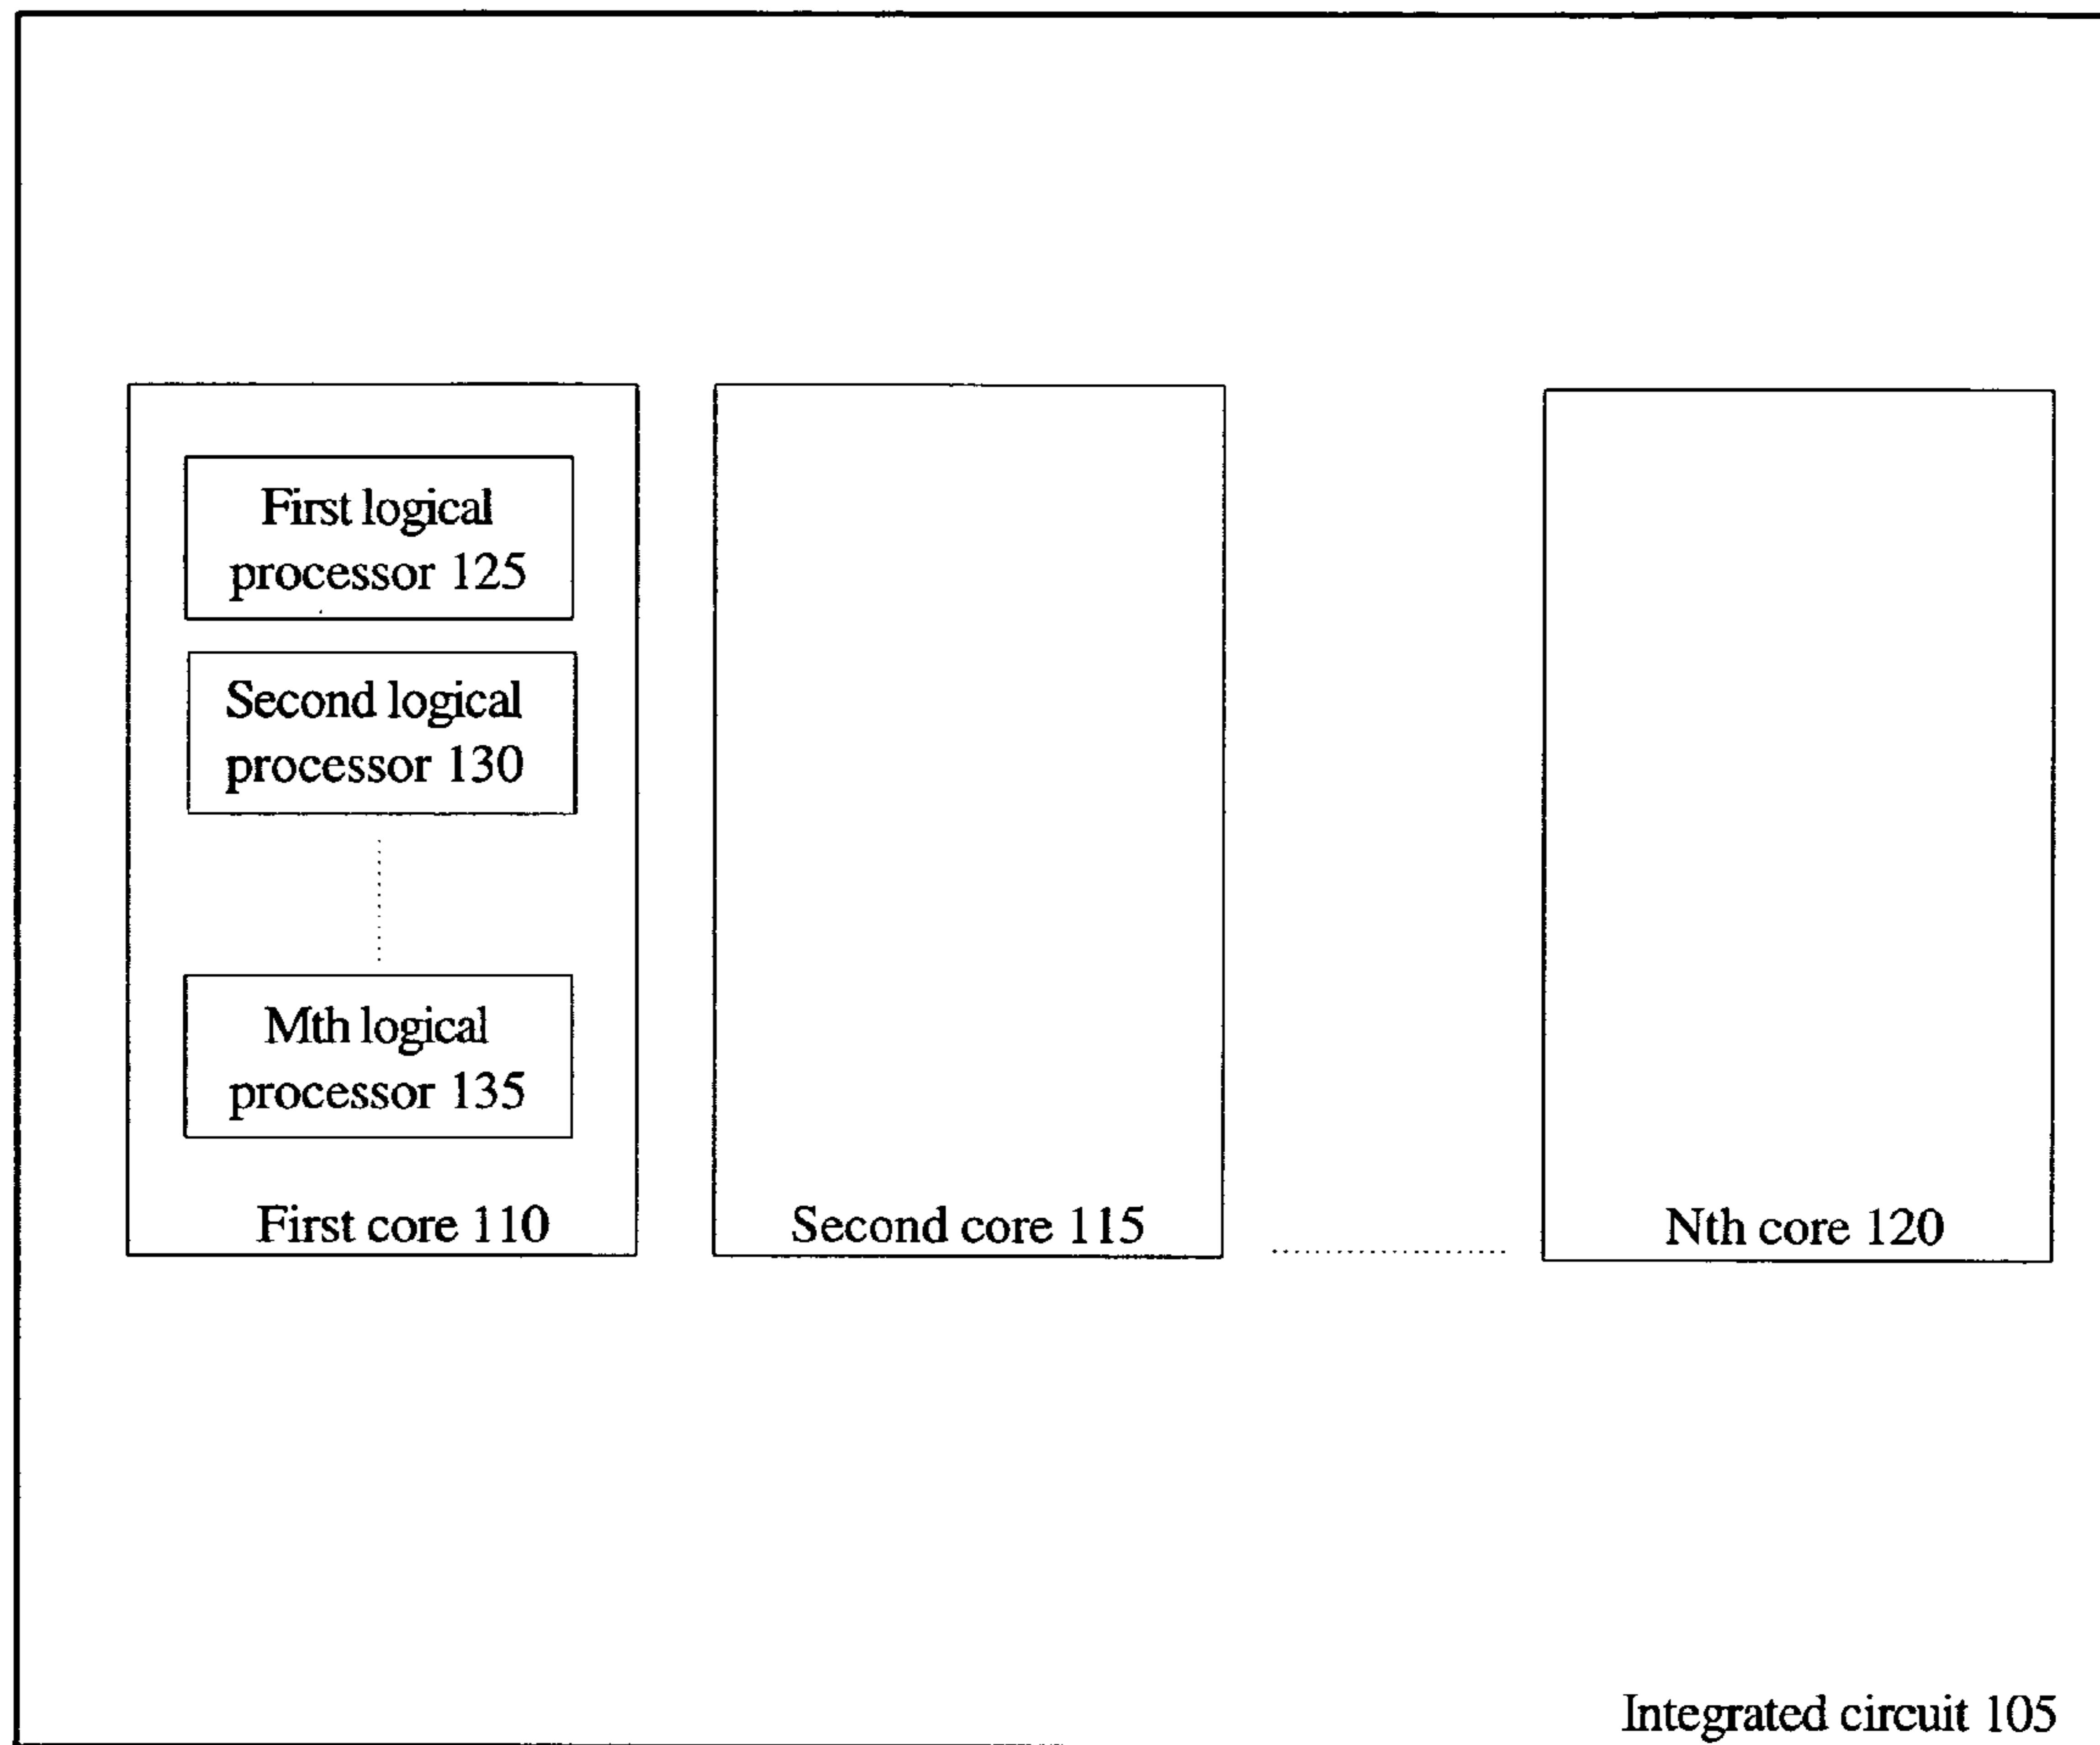 First logical
processor 125
Second logical
processor 130
Mth logical
processor 135
First core 110
Second core 115
Nth core 120
Integrated circuit 105